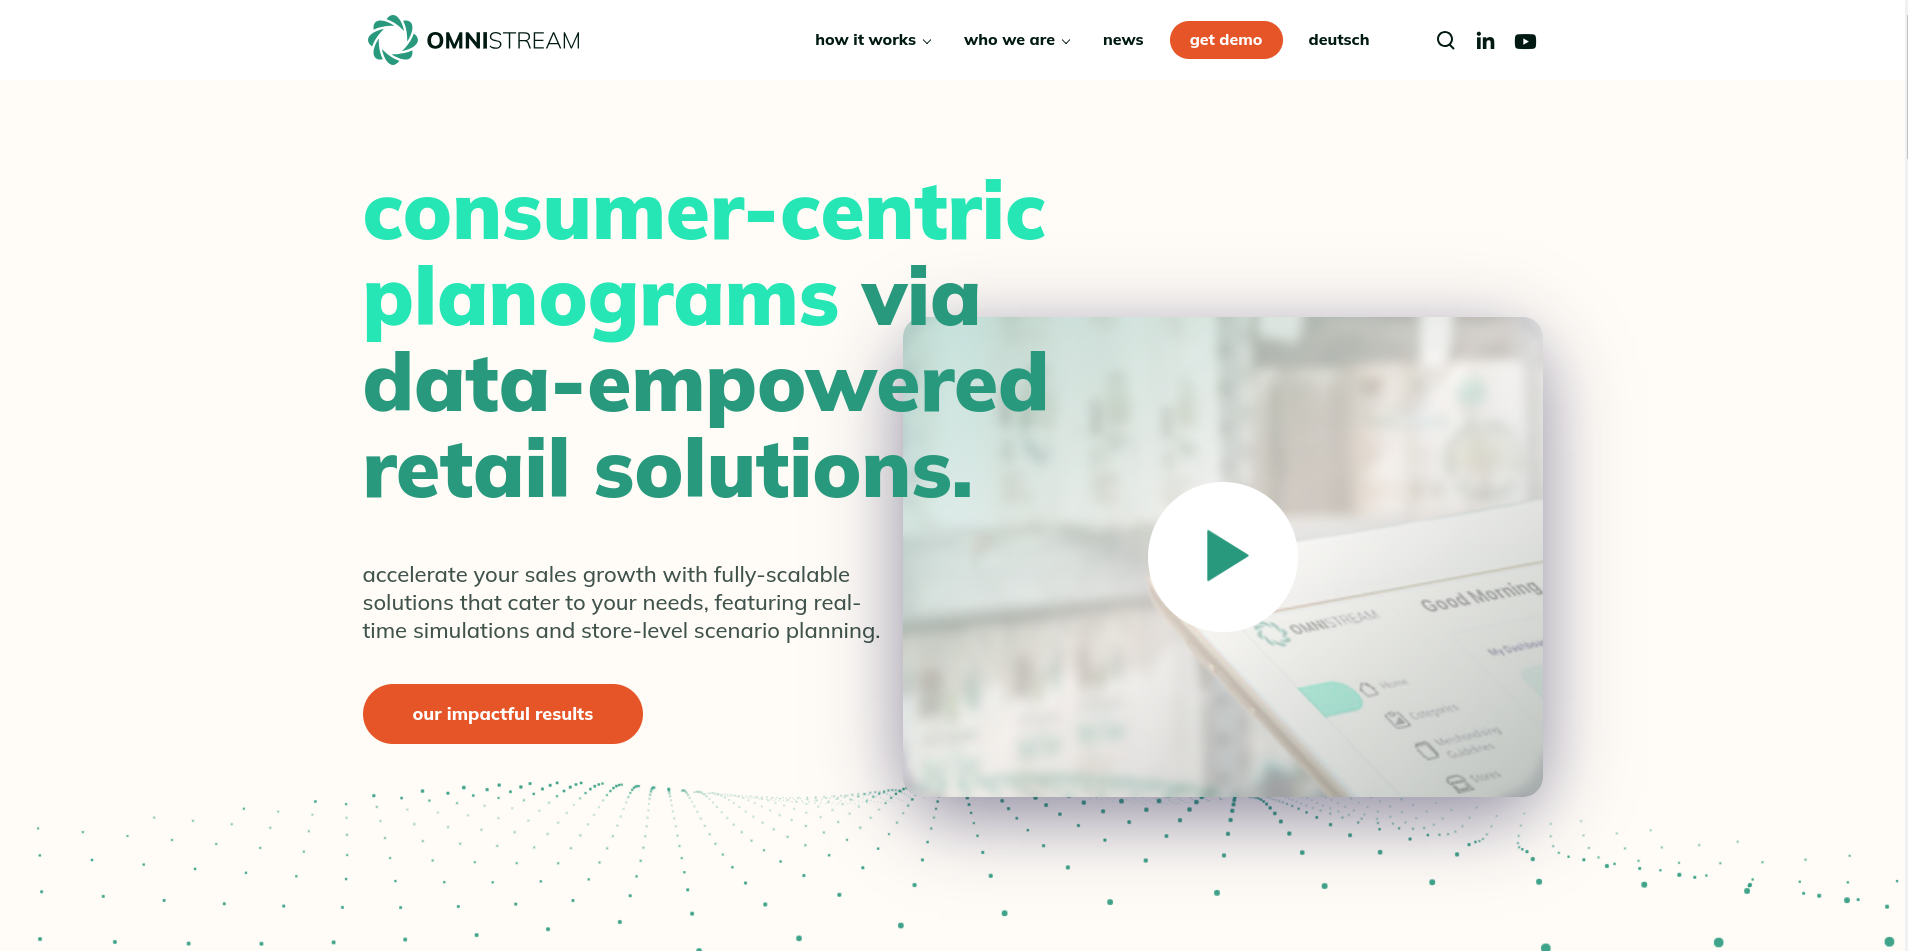 OMNISTREAM
how it works
who we are
news
get demo
deutsch
consumer-centric
planograms via
data-empowered
retail solutions.
accelerate your sales growth with fully-scalable
solutions that cater to your needs, featuring real-
time simulations and store-level scenario planning.
our impactful results
Good Morning,
OMNISTREAM
My Dashboa
Home
Categories
Merchandising
Guidelines
Stores